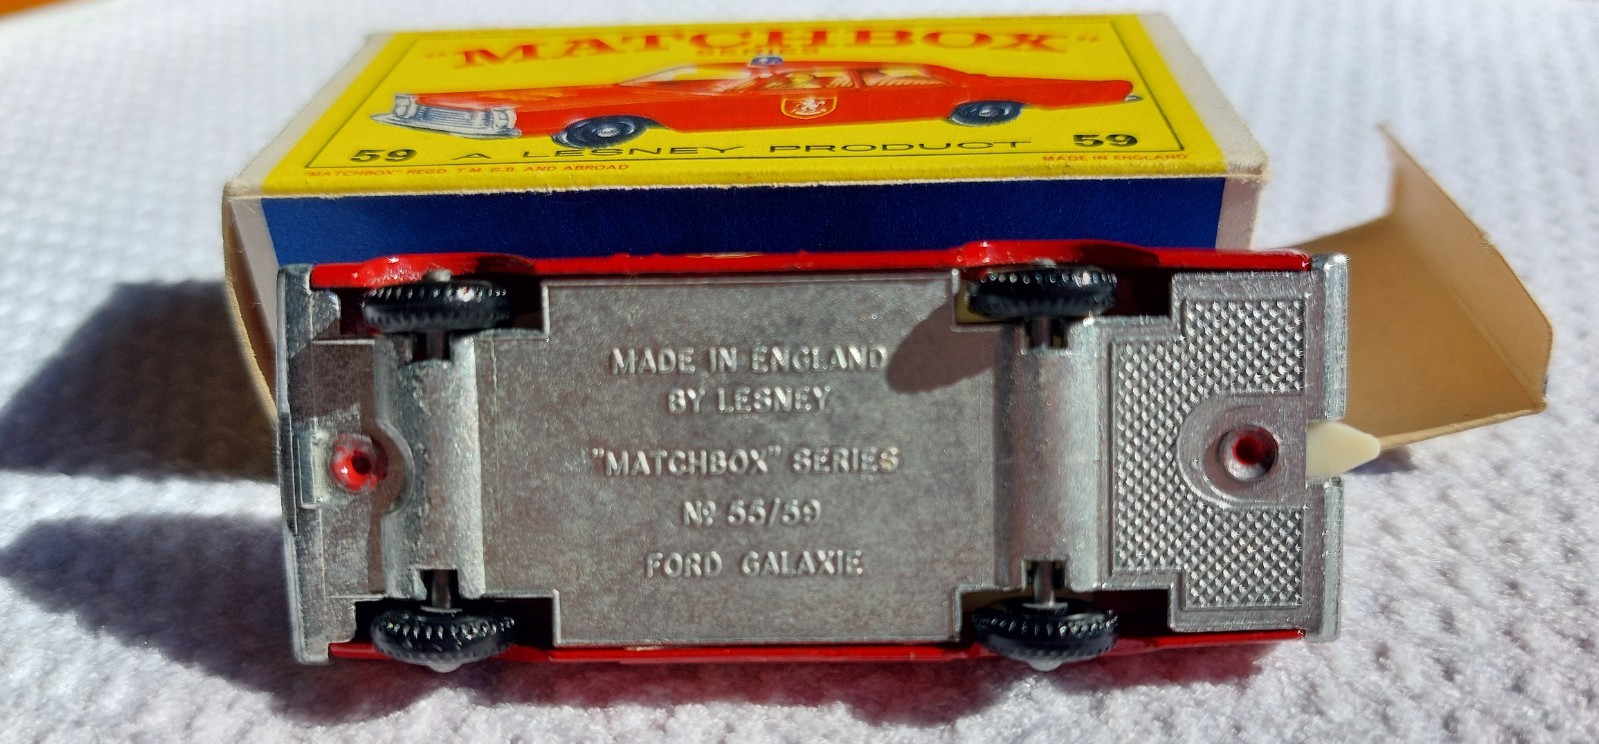 "MATCHBOX"
SERIES
59 A LESNEY PRODUCT 59
"MATCHBOX" REGD. T.M. G.B. AND ABROAD MADE IN ENGLAND
MADE IN ENGLAND
BY LESNEY
"MATCHBOX" SERIES
Nº 55/59
FORD GALAXIE